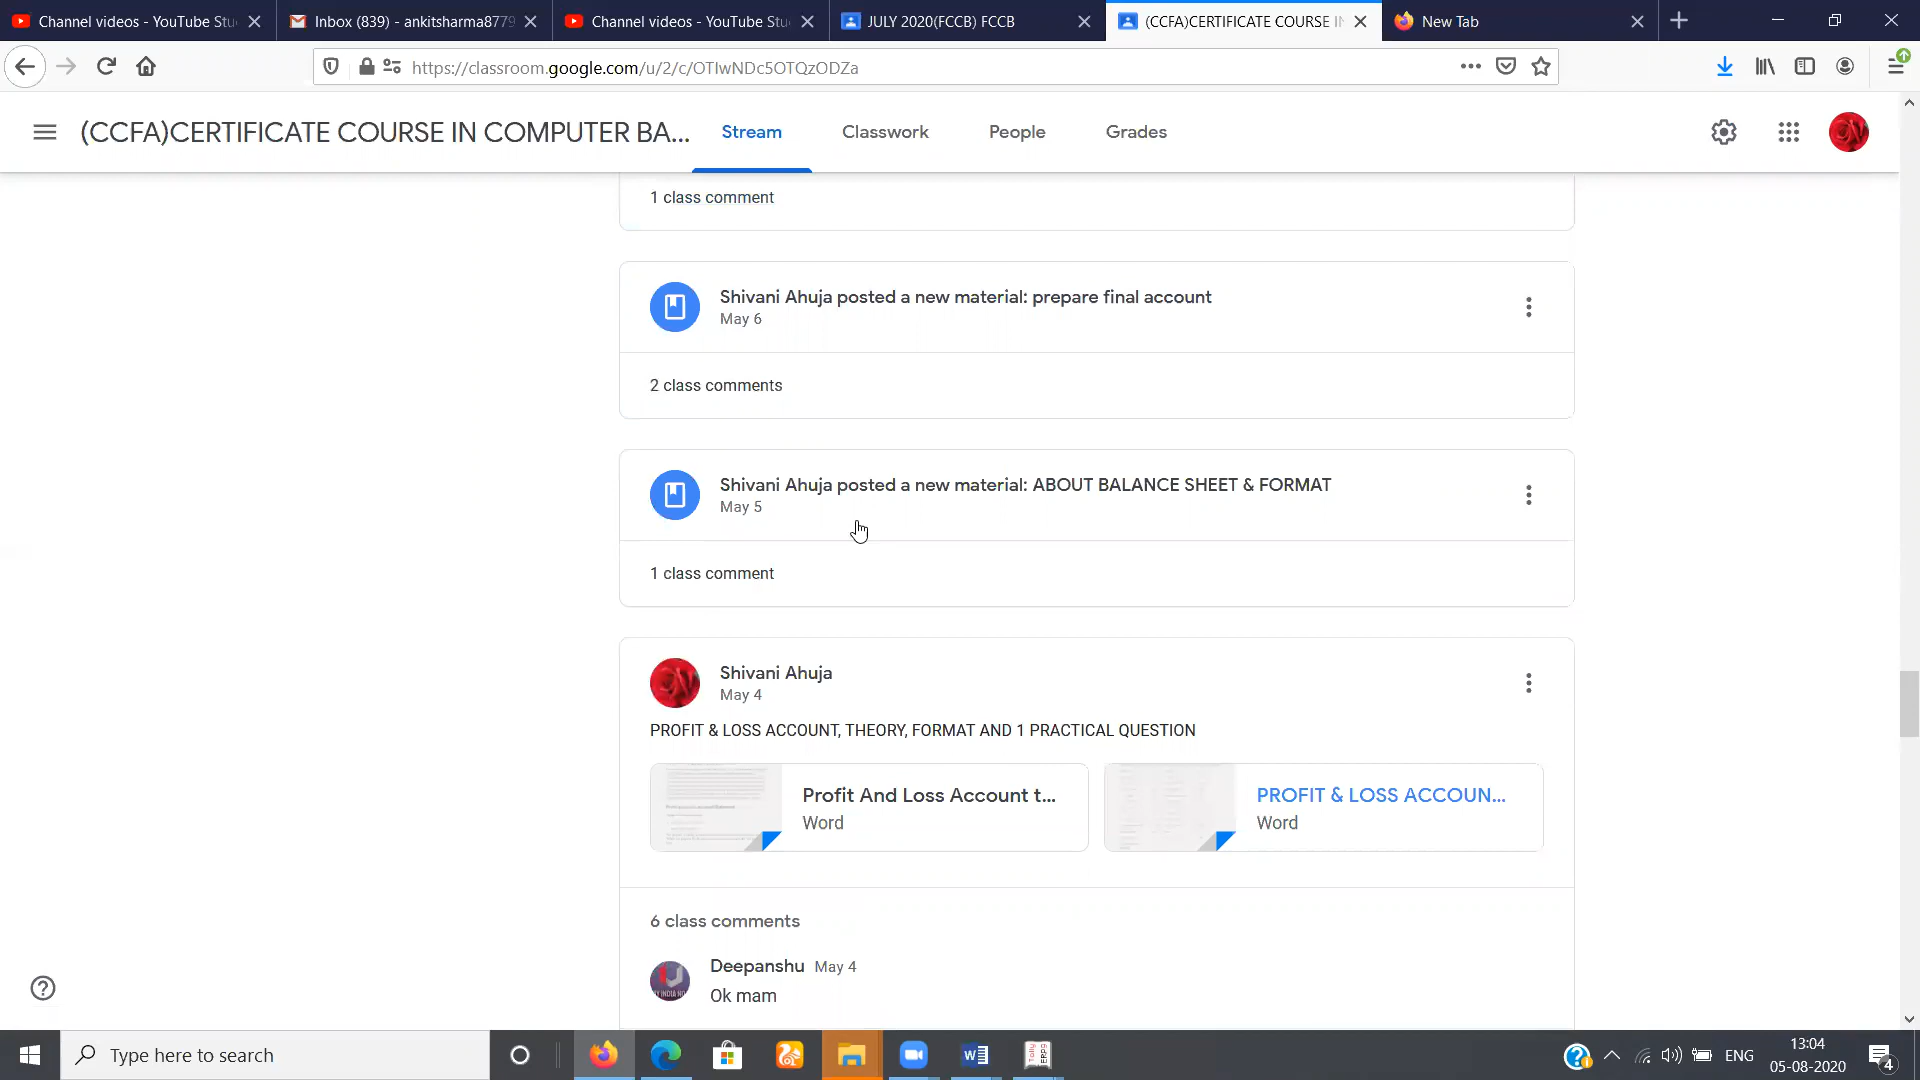 Channel videos - YouTube Stu
Inbox (839) - ankitsharma8779
Channel videos - YouTube Stu
JULY 2020(FCCB) FCCB
(CCFA)CERTIFICATE COURSE IN
New Tab
https://classroom.google.com/u/2/c/OTIwNDc5OTQzODZa
(CCFA)CERTIFICATE COURSE IN COMPUTER BA...
Stream
Classwork
People
Grades
1 class comment
Shivani Ahuja posted a new material: prepare final account
May 6
2 class comments
Shivani Ahuja posted a new material: ABOUT BALANCE SHEET & FORMAT
May 5
1 class comment
Shivani Ahuja
May 4
PROFIT & LOSS ACCOUNT, THEORY, FORMAT AND 1 PRACTICAL QUESTION
Profit And Loss Account t...
Word
PROFIT & LOSS ACCOUN...
Word
6 class comments
Deepanshu May 4
Ok mam
Type here to search
ENG
13:04
05-08-2020
4